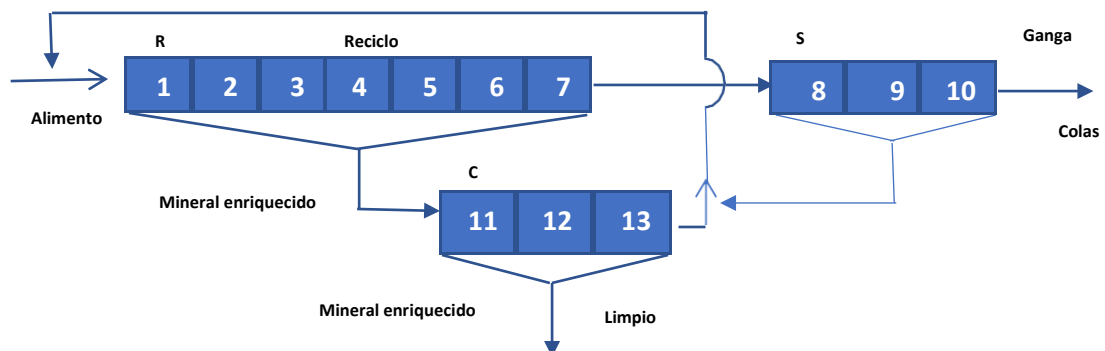 R Reciclo S Ganga
1 2 3 4 5 6 7 8 9 10
Alimento Colas
C
Mineral enriquecido
11 12 13
Mineral enriquecido Limpio